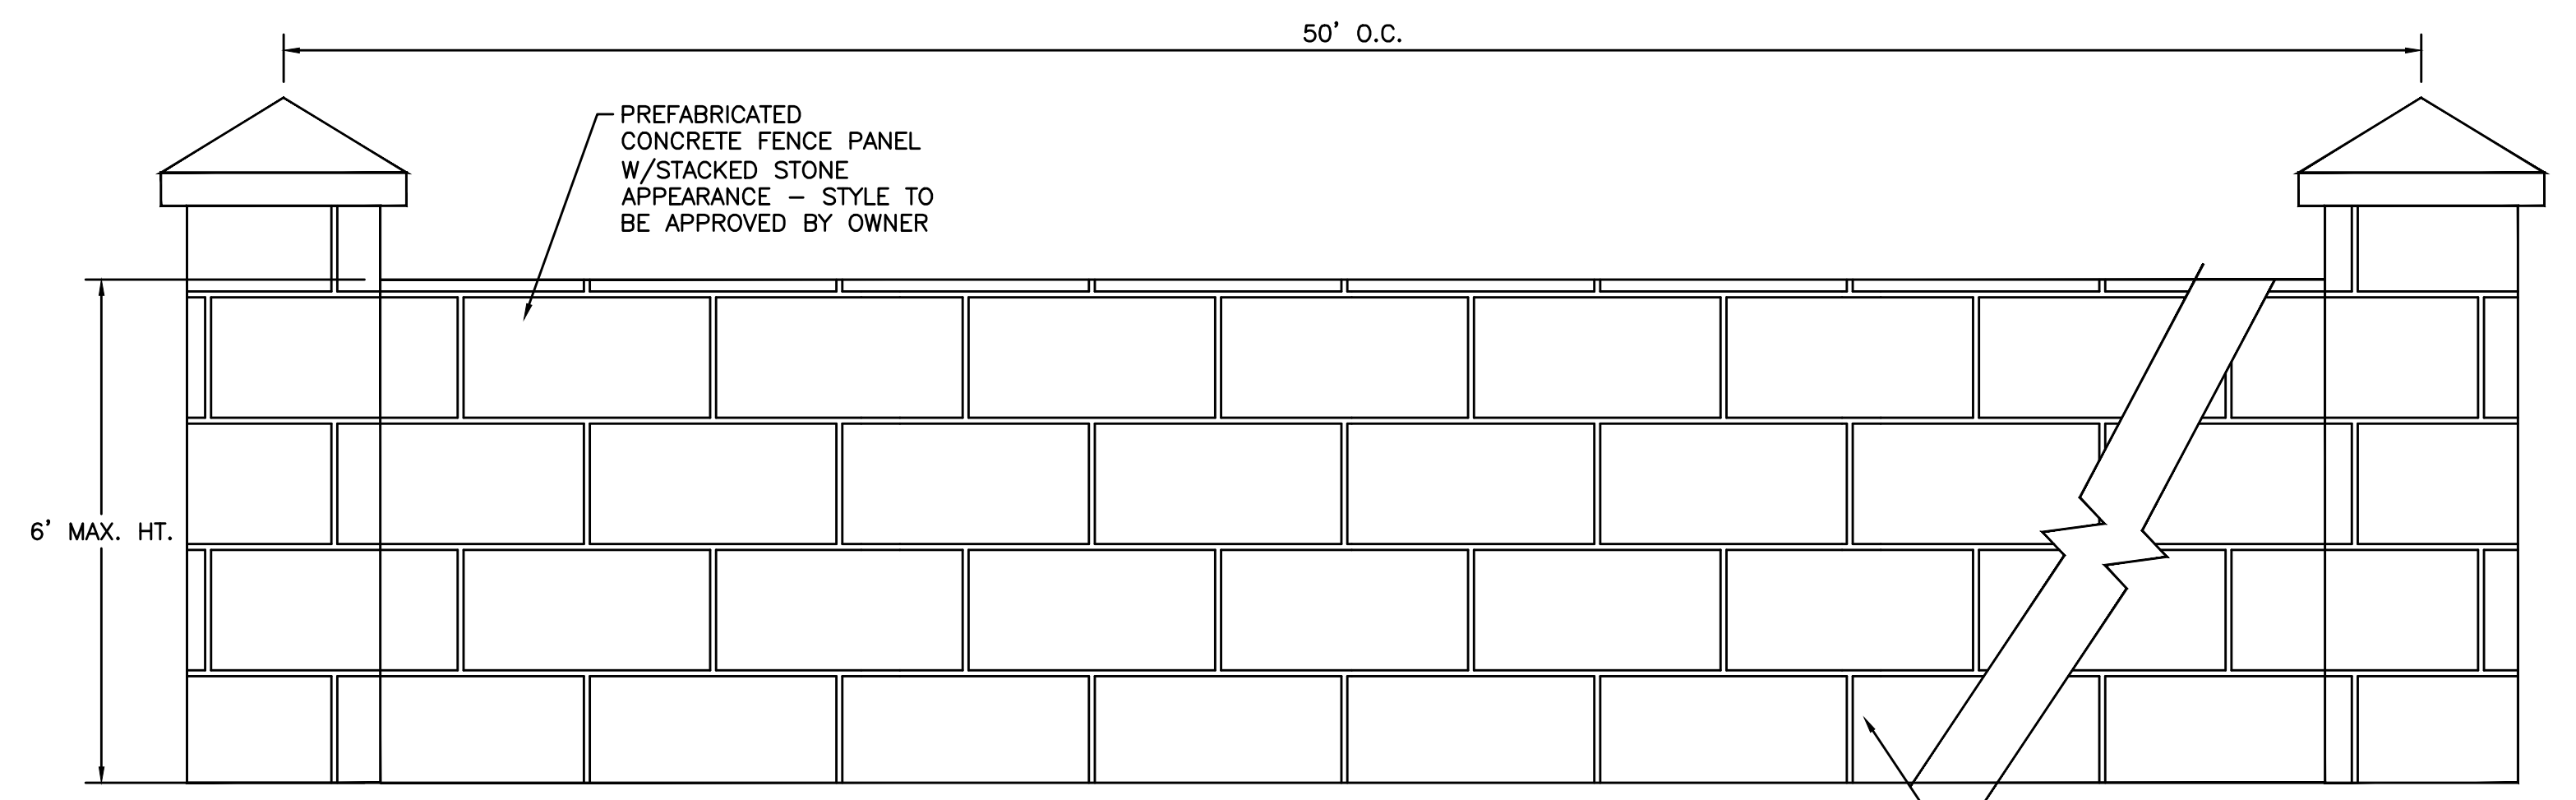 50' O.C.
PREFABRICATED
CONCRETE FENCE PANEL
W/STACKED STONE
APPEARANCE – STYLE TO
BE APPROVED BY OWNER
6' MAX. HT.